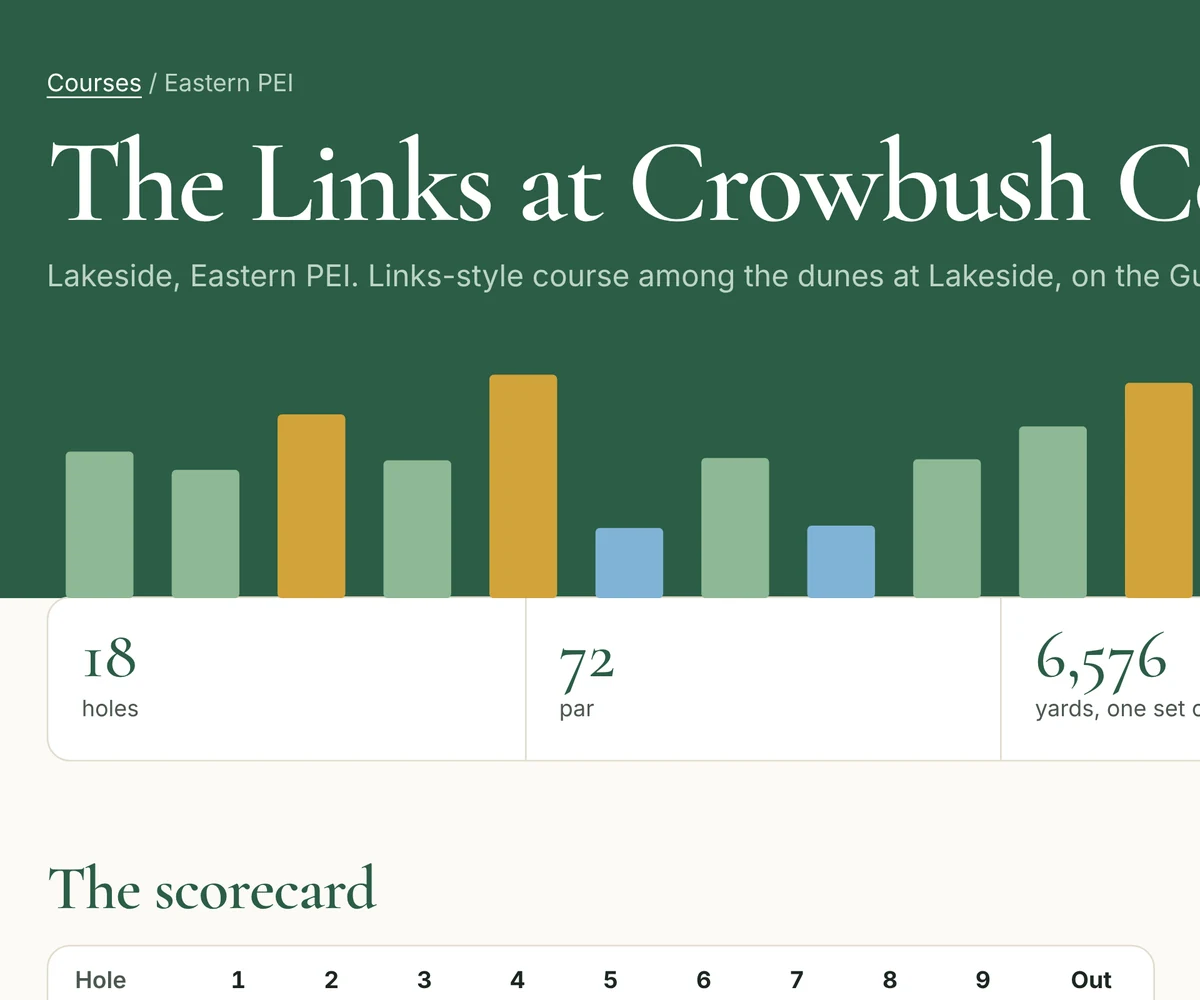 Courses / Eastern PEI
The Links at Crowbush
Lakeside, Eastern PEI. Links-style course among the dunes at Lakeside, on the
18
holes
72
par
6,576
yards, one set
The scorecard
Hole 1 2 3 4 5 6 7 8 9 Out